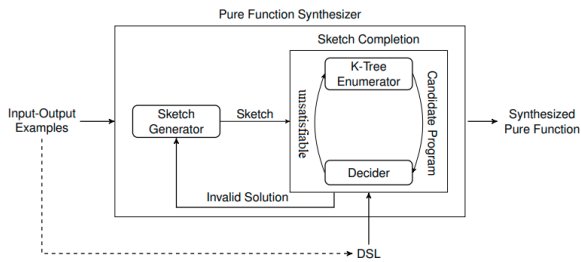 Pure Function Synthesizer
Sketch Completion
K-Tree
Enumerator
unsatisfiable
Candidate Program
Input-Output
Examples
Sketch
Generator
Sketch
Synthesized
Pure Function
Decider
Invalid Solution
DSL